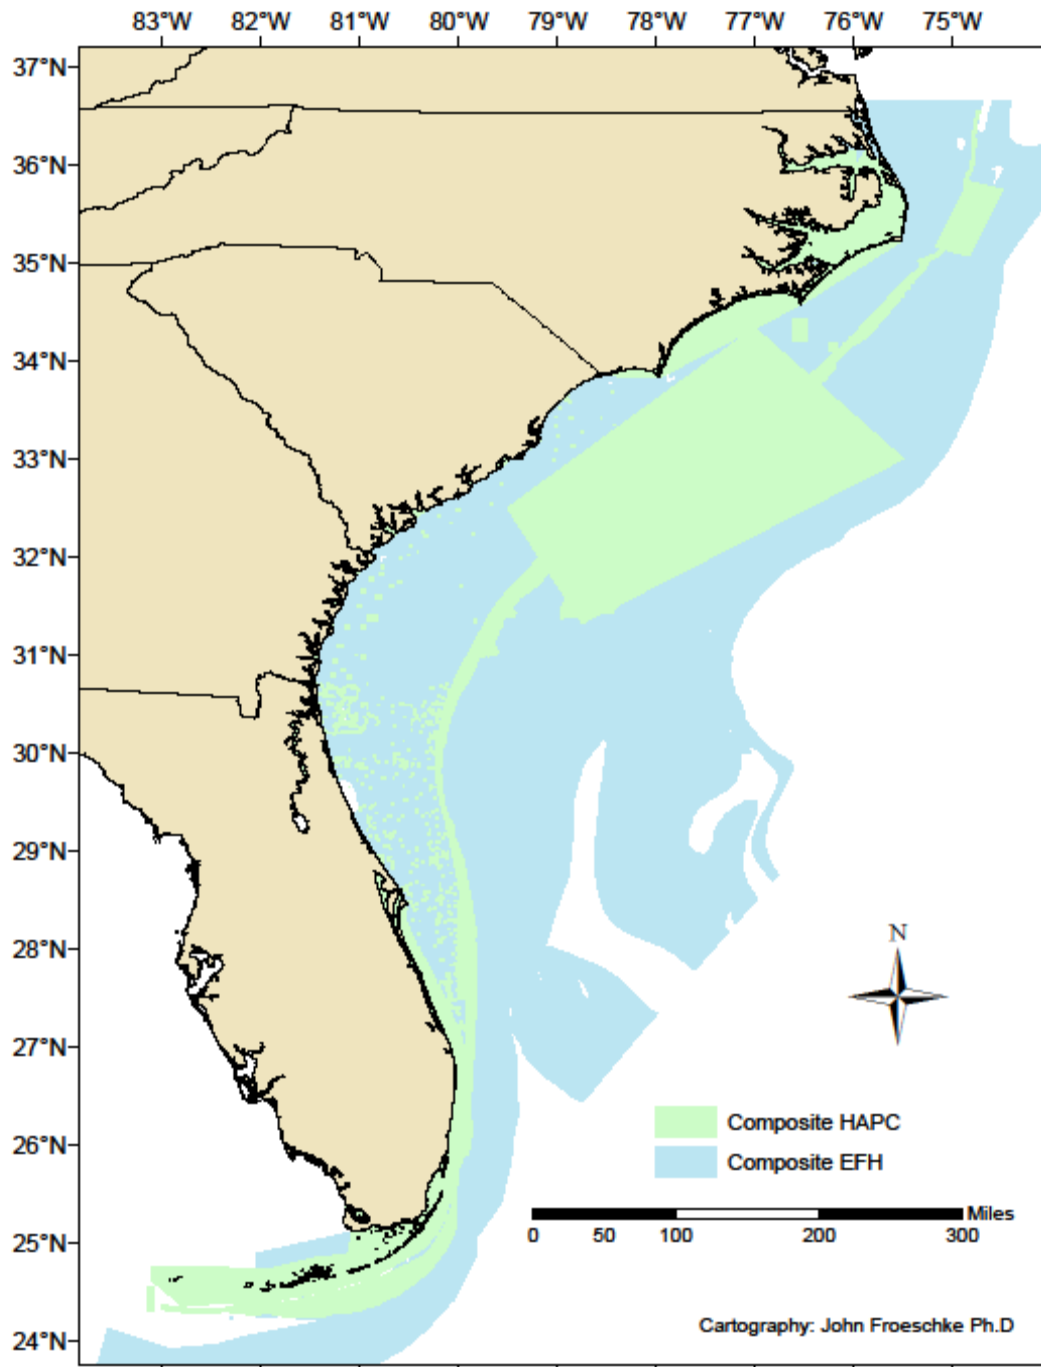 83°W 82°W 81°W 80°W 79°W 78°W 77°W 76°W 75°W
37°N
36°N
35°N
34°N
33°N
32°N
31°N
30°N
29°N
28°N
27°N
26°N
25°N
24°N
N
Composite HAPC
Composite EFH
Miles
0 50 100 200 300
Cartography: John Froeschke Ph.D